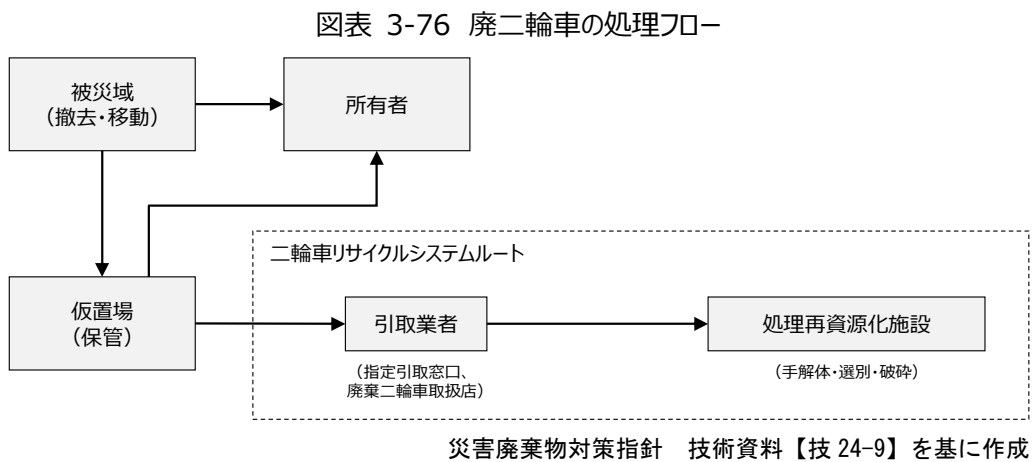 図表 3-76 廃二輪車の処理フロー
被災域
(撤去・移動)
所有者
二輪車リサイクルシステムルート
仮置場
(保管)
引取業者
処理再資源化施設
(指定引取窓口、
廃棄二輪車取扱店)
(手解体・選別・破砕)
災害廃棄物対策指針 技術資料【技 24-9】を基に作成